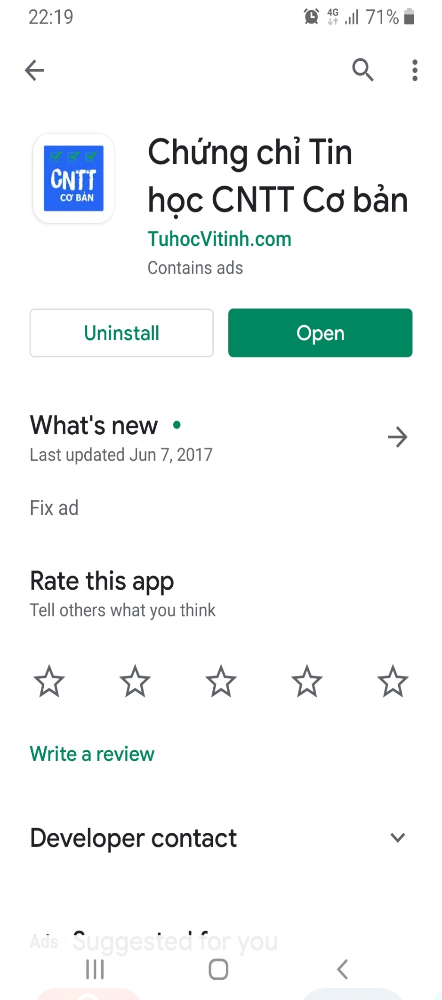 22:19
4G 71%
CNTT
CƠ BẢN
Chứng chỉ Tin
học CNTT Cơ bản
TuhocVitinh.com
Contains ads
Uninstall
Open
What's new
Last updated Jun 7, 2017
Fix ad
Rate this app
Tell others what you think
Write a review
Developer contact
Ads · Suggested for you